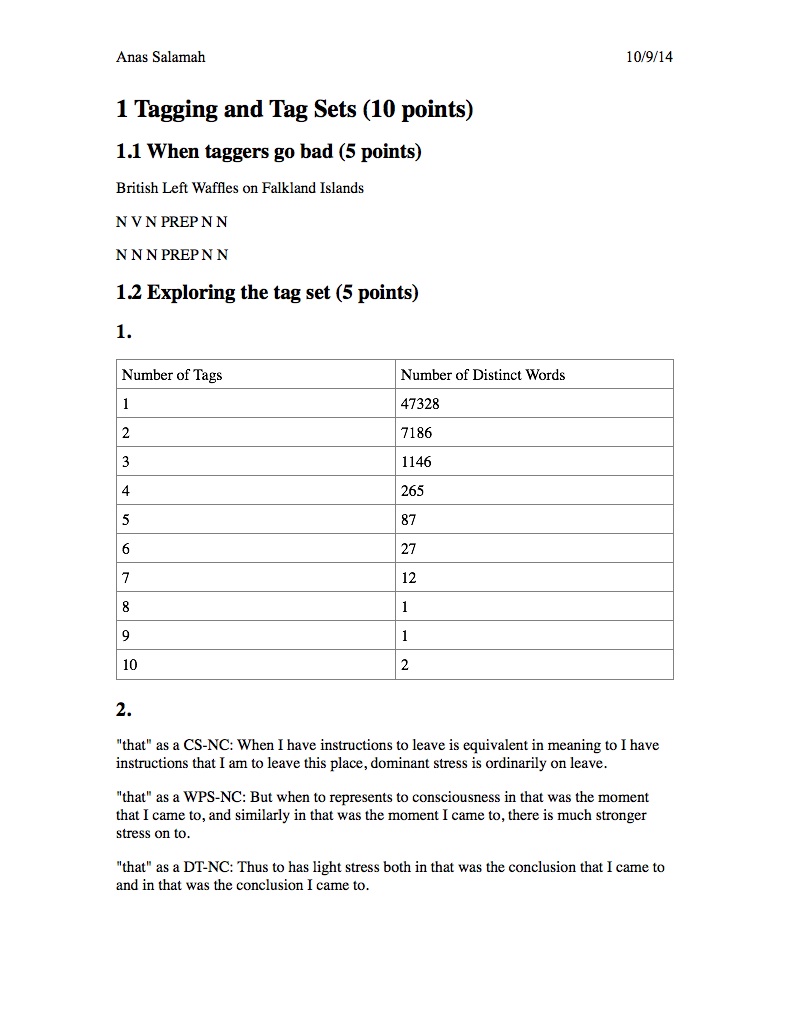 Anas Salamah 10/9/14
1 Tagging and Tag Sets (10 points)
1.1 When taggers go bad (5 points)
British Left Waffles on Falkland Islands
N V N PREP N N
N N N PREP N N
1.2 Exploring the tag set (5 points)
1.
Number of Tags Number of Distinct Words
1 47328
2 7186
3 1146
4 265
5 87
6 27
7 12
8 1
9 1
10 2
2.
"that" as a CS-NC: When I have instructions to leave is equivalent in meaning to I have
instructions that I am to leave this place, dominant stress is ordinarily on leave.
"that" as a WPS-NC: But when to represents to consciousness in that was the moment
that I came to, and similarly in that was the moment I came to, there is much stronger
stress on to.
"that" as a DT-NC: Thus to has light stress both in that was the conclusion that I came to
and in that was the conclusion I came to.